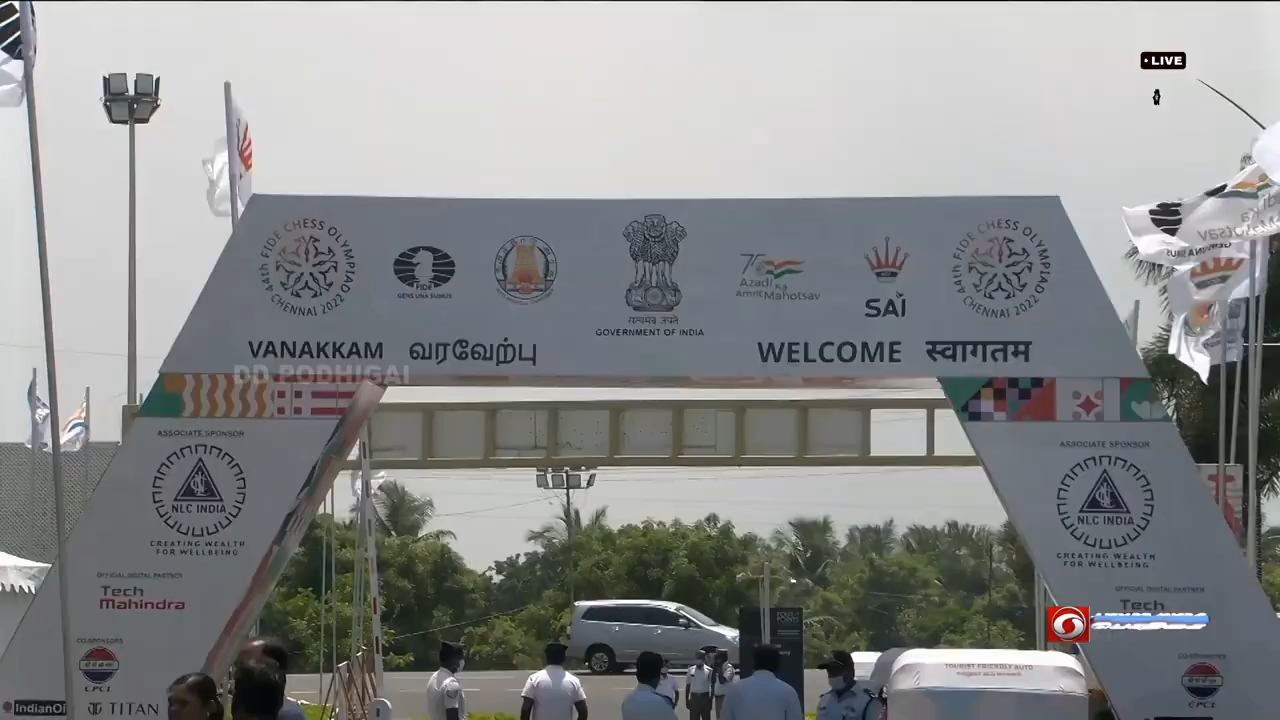 LIVE
44th FIDE CHESS OLYMPIAD
CHENNAI 2022
FIDE
GENS UNA SUMUS
सत्यमेव जयते
GOVERNMENT OF INDIA
75
Azadi Ka
Amrit Mahotsav
SAI
44th FIDE CHESS OLYMPIAD
CHENNAI 2022
VANAKKAM வரவேற்பு
WELCOME स्वागतम
DD PODHIGAI
ASSOCIATE SPONSOR
NLC INDIA
CREATING WEALTH
FOR WELLBEING
OFFICIAL DIGITAL PARTNER
Tech
Mahindra
CO-SPONSORS
CPCL
TITAN
IndianOil
ASSOCIATE SPONSOR
NLC INDIA
CREATING WEALTH
FOR WELLBEING
OFFICIAL DIGITAL PARTNER
Tech
CO-SPONSORS
CPCL
TOURIST FRIENDLY AUTO